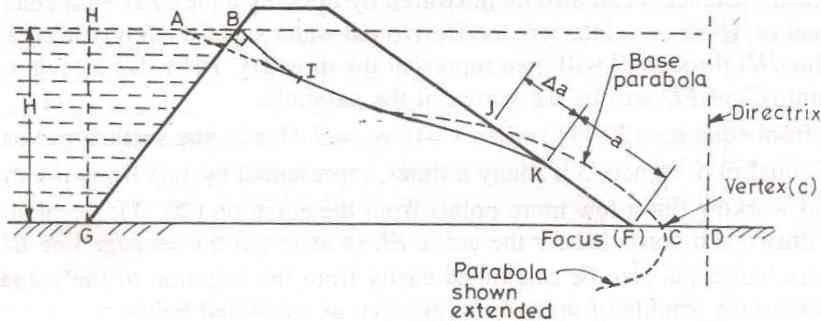 H
A
B
H
Δa
a
J
K
Base
parabola
Directrix
Vertex(c)
G
Focus (F)
C
D
Parabola
shown
extended